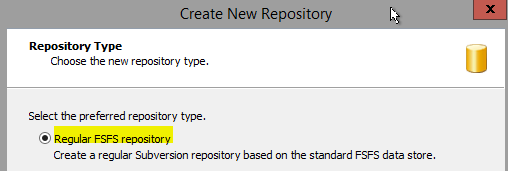 Create New Repository
x
Repository Type
Choose the new repository type.
Select the preferred repository type.
Regular FSFS repository
Create a regular Subversion repository based on the standard FSFS data store.